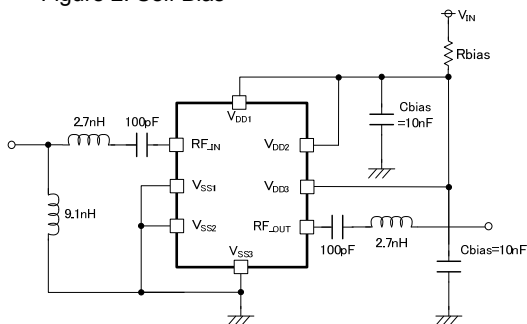 Figure 2. Self Bias
VIN
Rbias
2.7nH
100pF
VDD1
Cbias
=10nF
RF_IN
VDD2
VSS1
VDD3
9.1nH
VSS2
RF_OUT
VSS3
100pF
2.7nH
Cbias=10nF